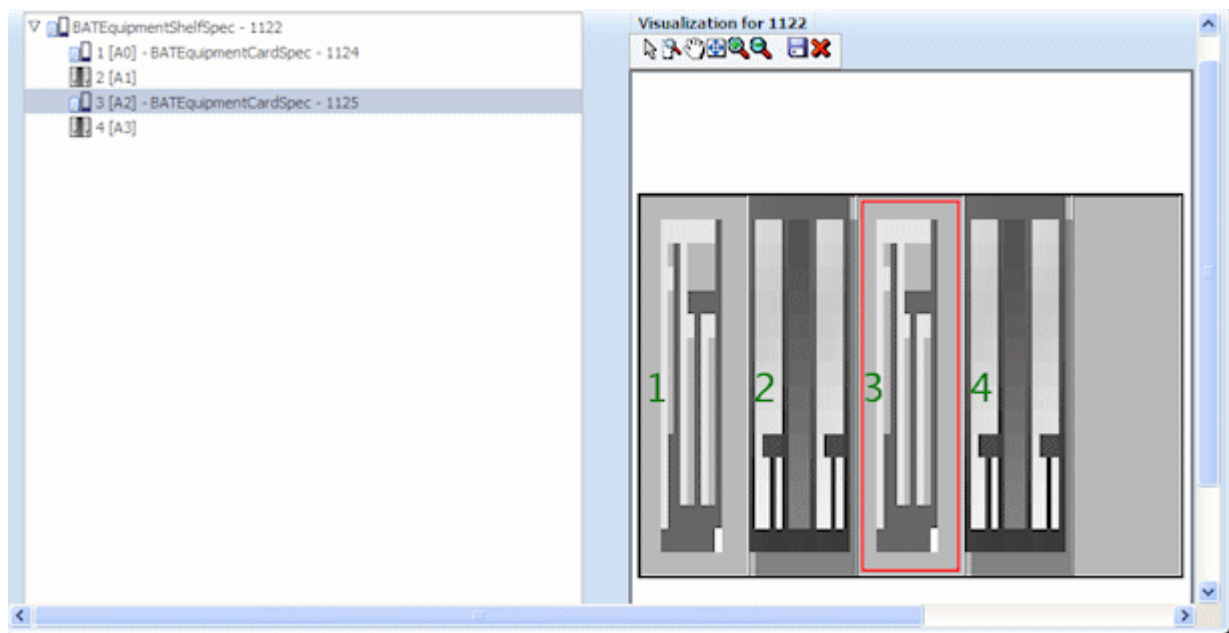 BATEquipmentShelfSpec - 1122
1 [A0] - BATEquipmentCardSpec - 1124
2 [A1]
3 [A2] - BATEquipmentCardSpec - 1125
4 [A3]
Visualization for 1122
1 2 3 4